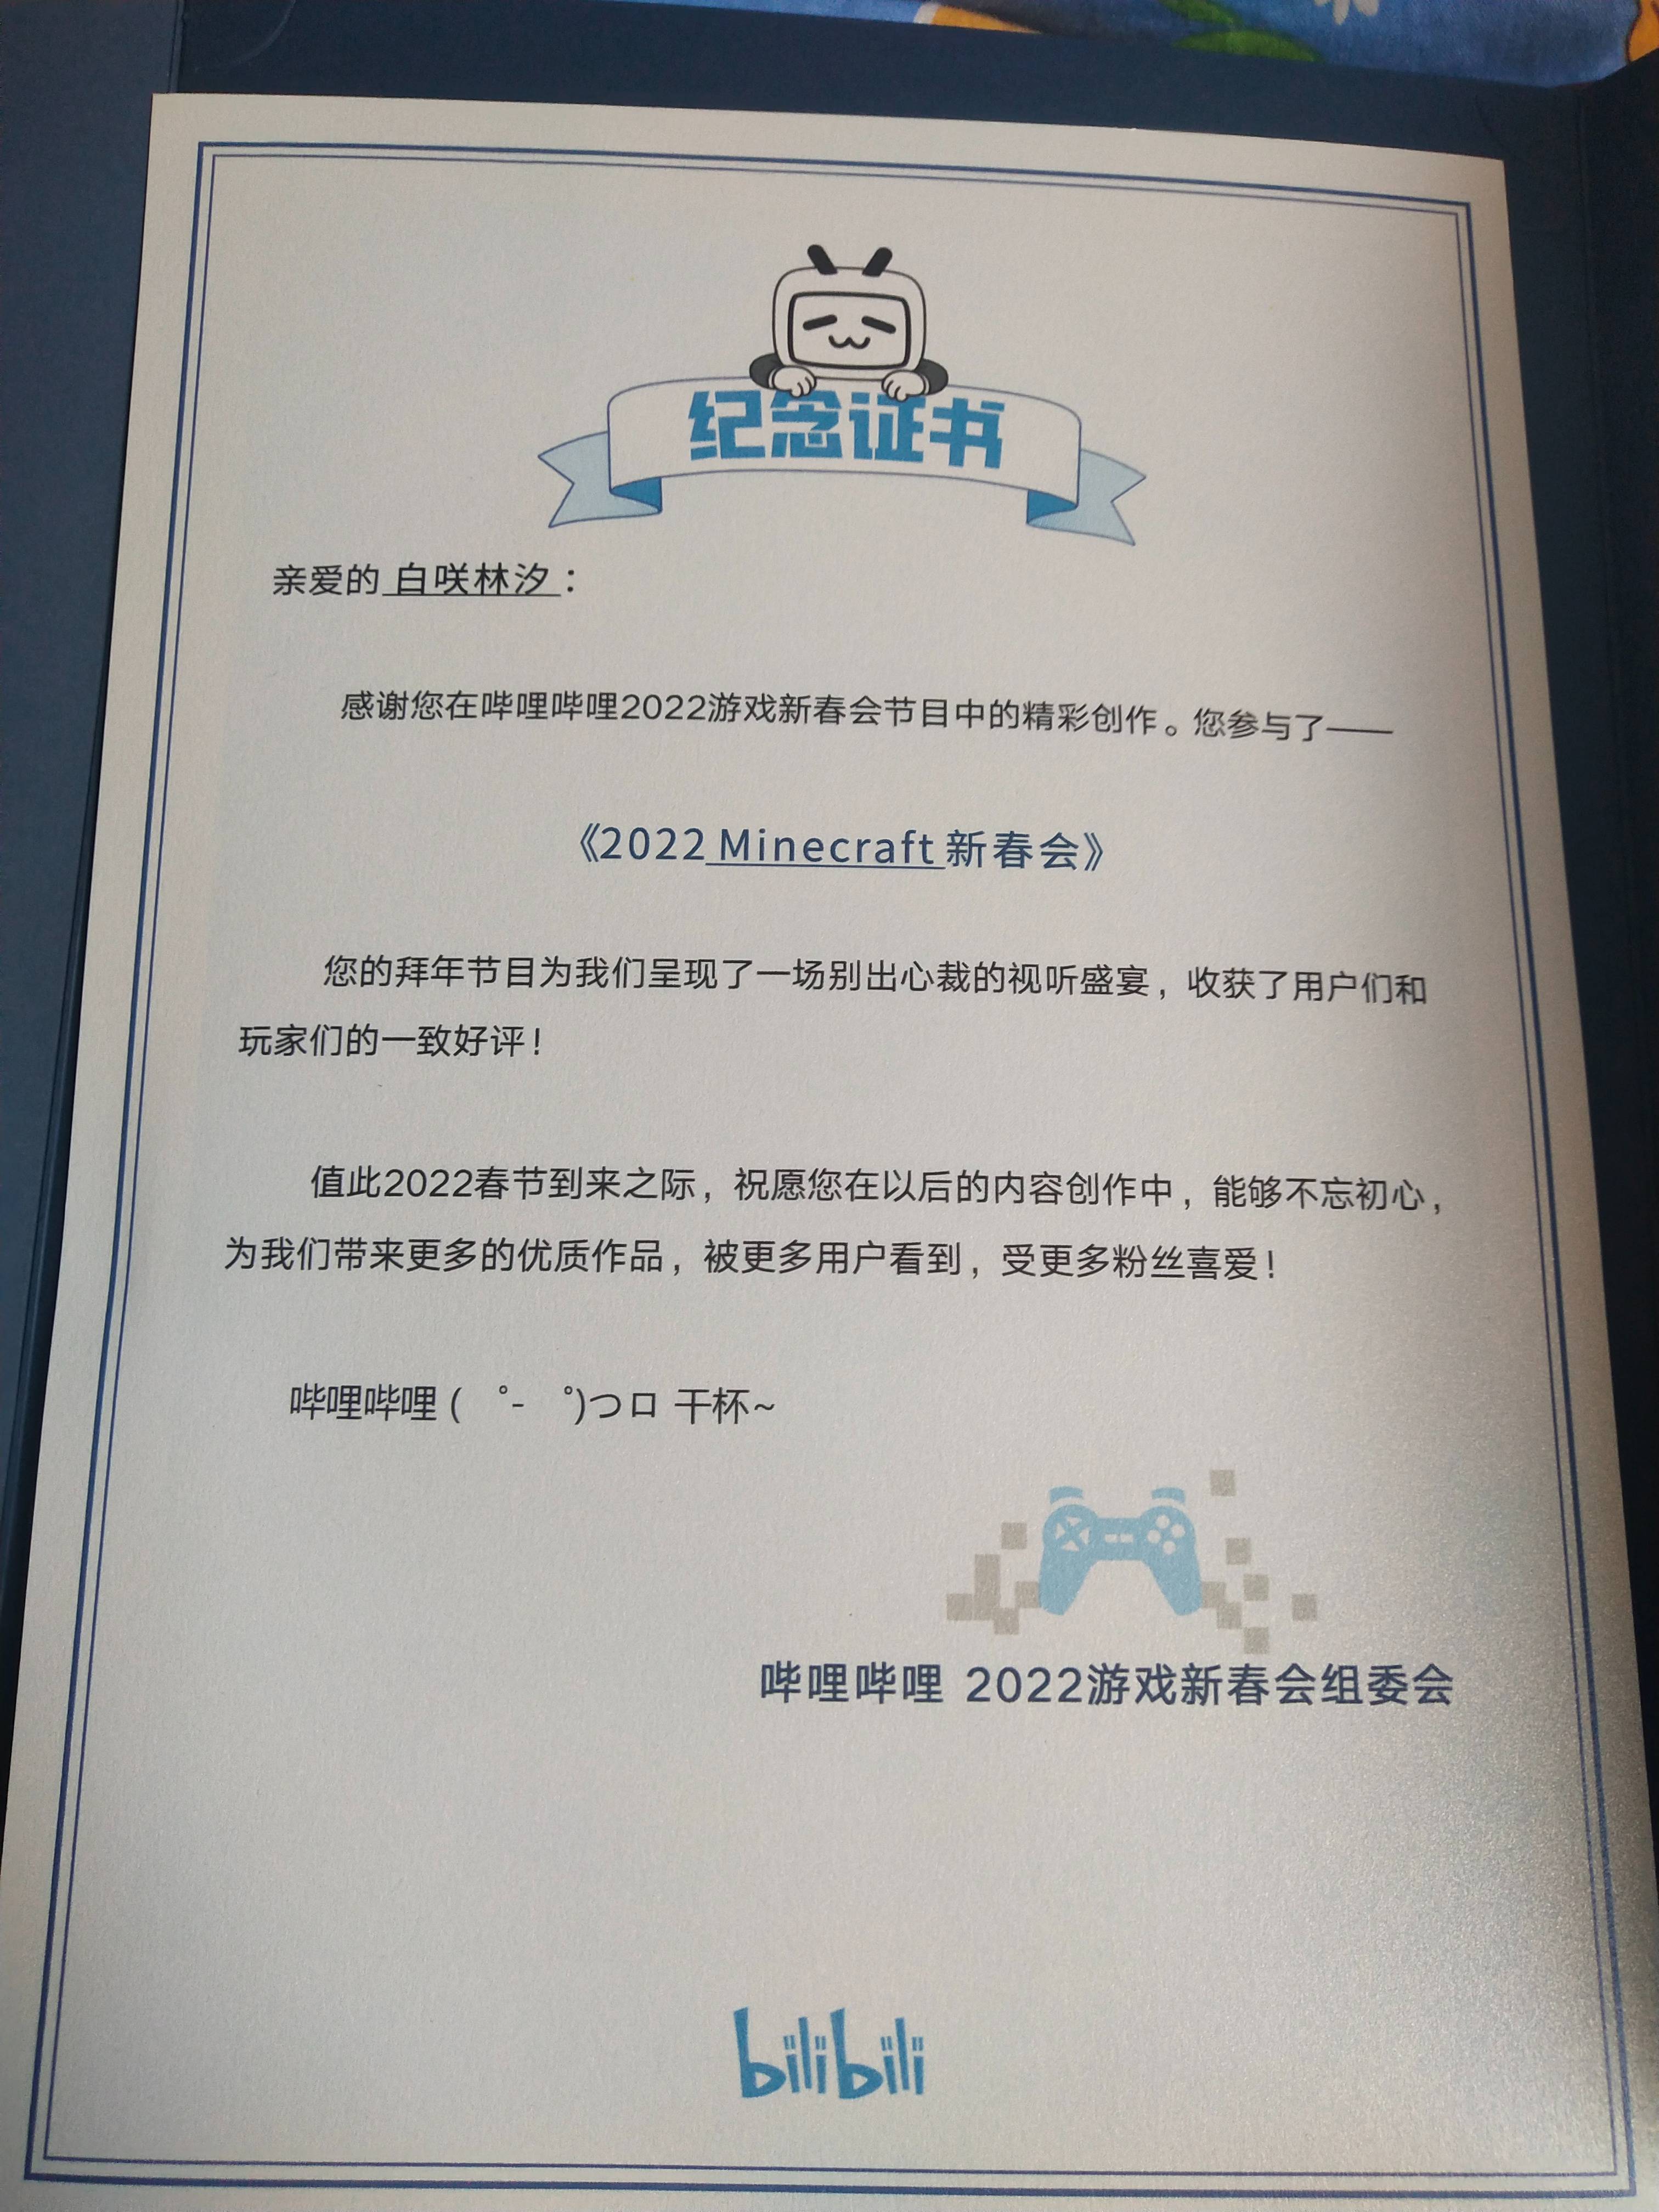 纪念证书
亲爱的 白咲林汐：
感谢您在哔哩哔哩2022游戏新春会节目中的精彩创作。您参与了——
《2022 Minecraft 新春会》
您的拜年节目为我们呈现了一场别出心裁的视听盛宴，收获了用户们和
玩家们的一致好评！
值此2022春节到来之际，祝愿您在以后的内容创作中，能够不忘初心，
为我们带来更多的优质作品，被更多用户看到，受更多粉丝喜爱！
哔哩哔哩 ( ゜- ゜)つロ 干杯~
哔哩哔哩 2022游戏新春会组委会
bilibili